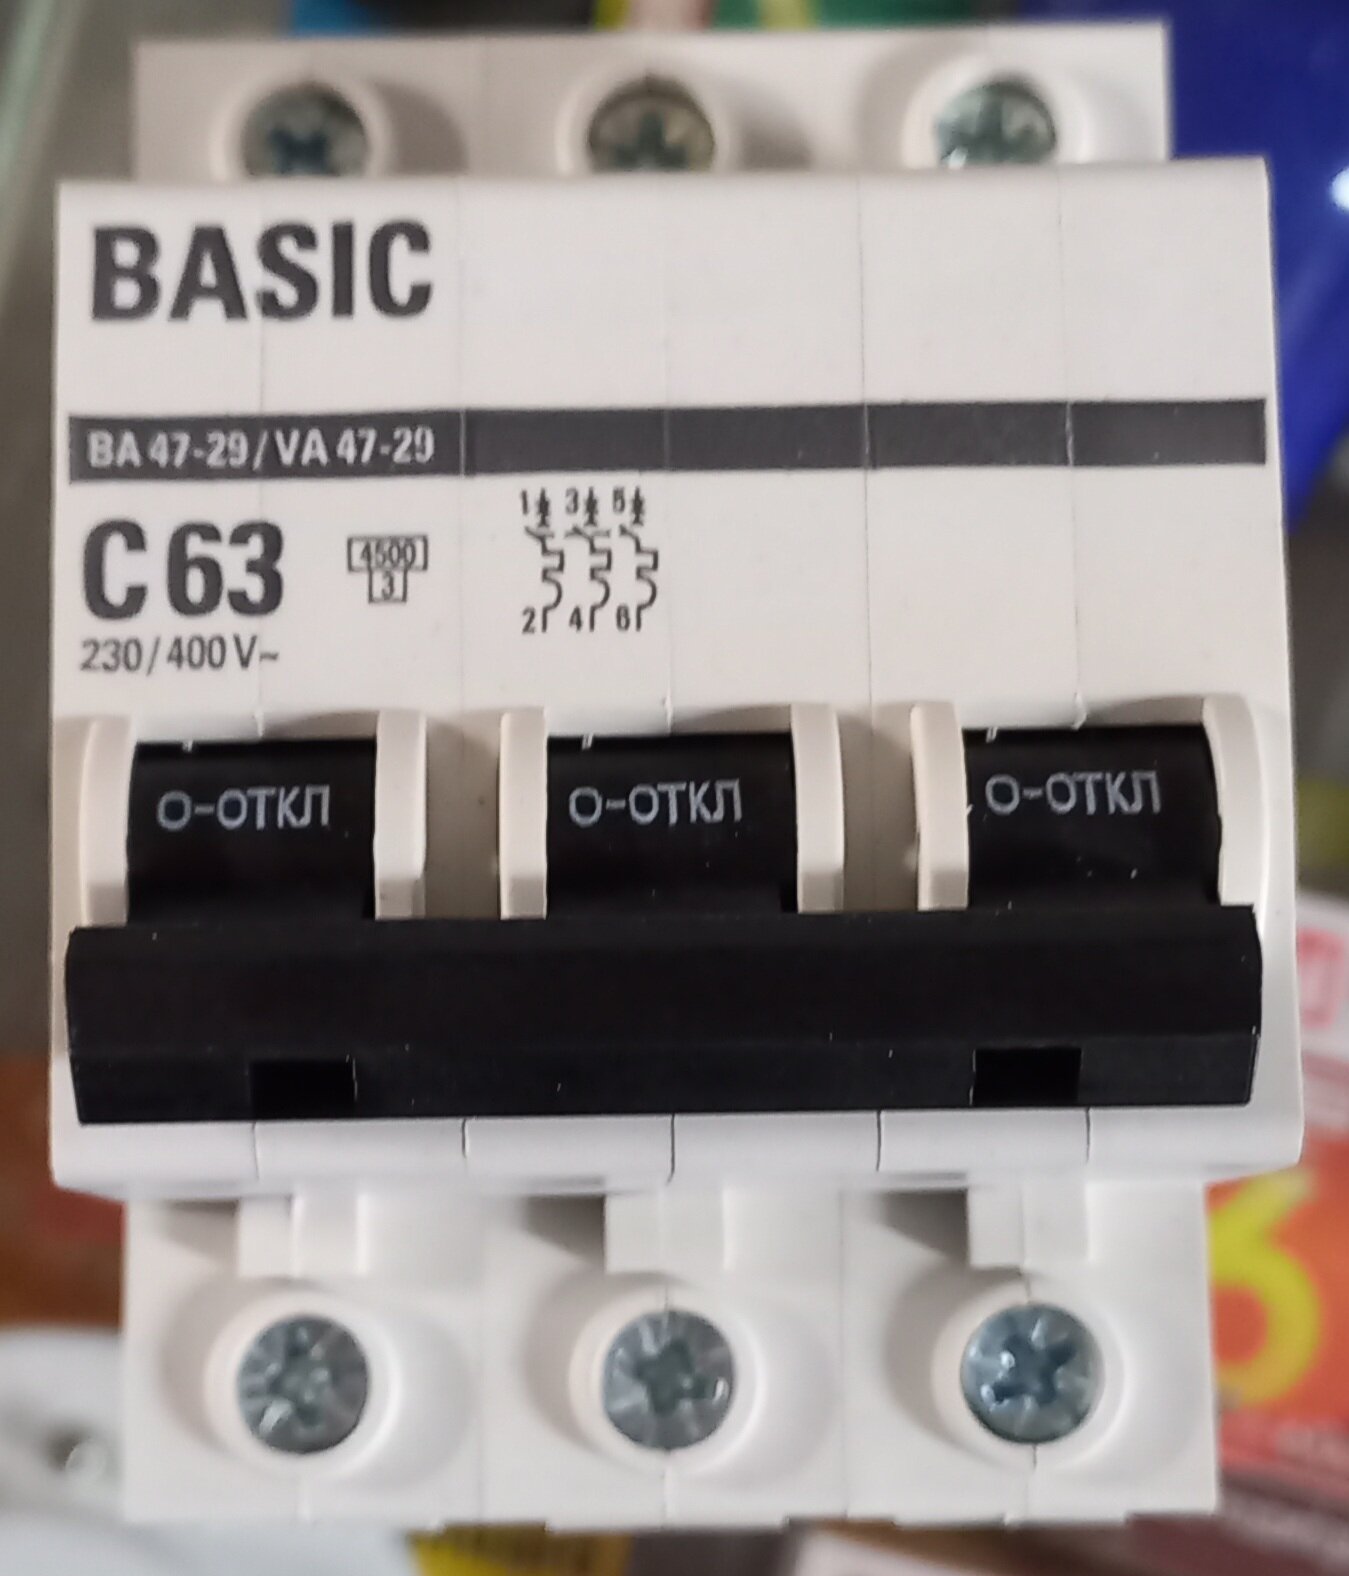 BASIC
ВА 47-29 / VA 47-29
C 63
4500
3
230/400 V~
1 3 5
2 4 6
О-ОТКЛ О-ОТКЛ О-ОТКЛ
6